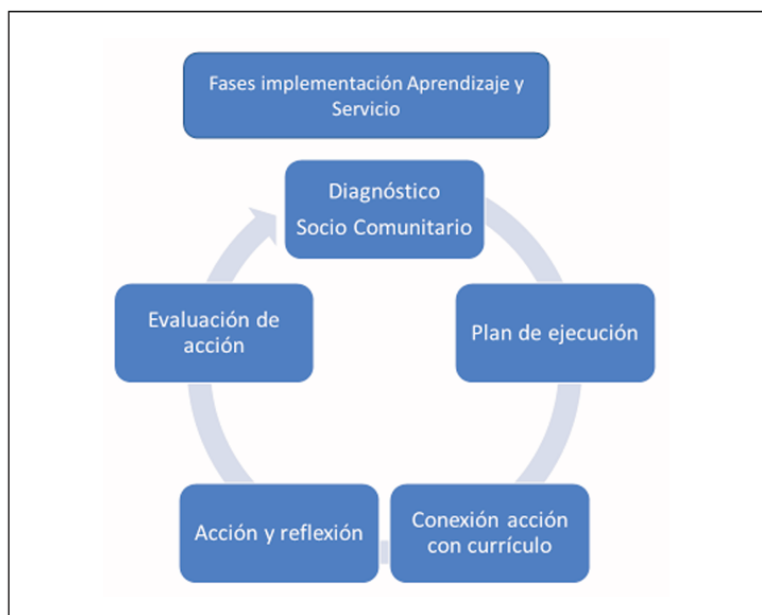 Fases implementación Aprendizaje y
Servicio
Diagnóstico
Socio Comunitario
Plan de ejecución
Conexión acción
con currículo
Acción y reflexión
Evaluación de
acción